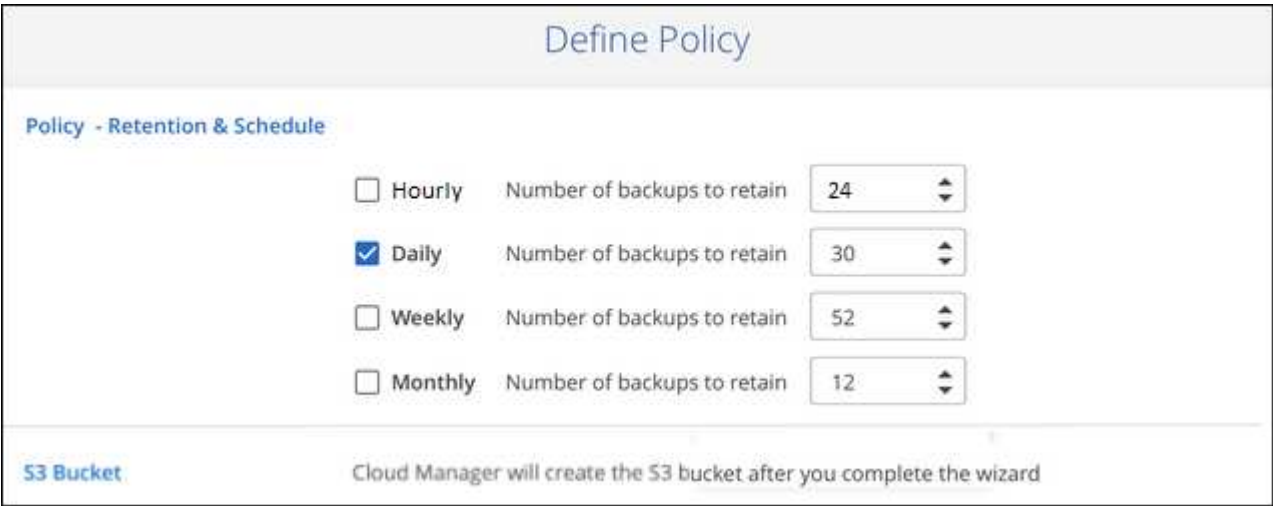 Define Policy
Policy - Retention & Schedule
Hourly Number of backups to retain 24
Daily Number of backups to retain 30
Weekly Number of backups to retain 52
Monthly Number of backups to retain 12
S3 Bucket Cloud Manager will create the S3 bucket after you complete the wizard